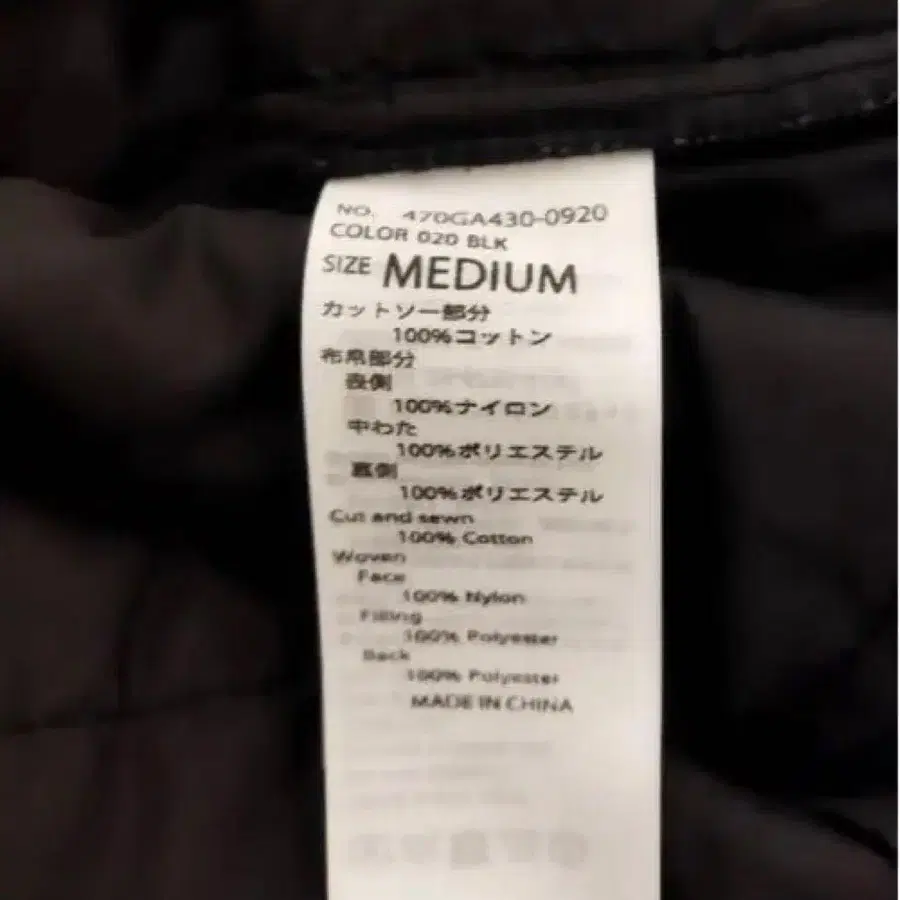 NO. 470GA430-0920
COLOR 020 BLK
SIZE MEDIUM
カットソー部分
100%コットン
布帛部分
表側
100%ナイロン
中わた
100%ポリエステル
裏側
100%ポリエステル
Cut and sewn
100% Cotton
Woven
Face
100% Nylon
Filling
100% Polyester
Back
100% Polyester
MADE IN CHINA